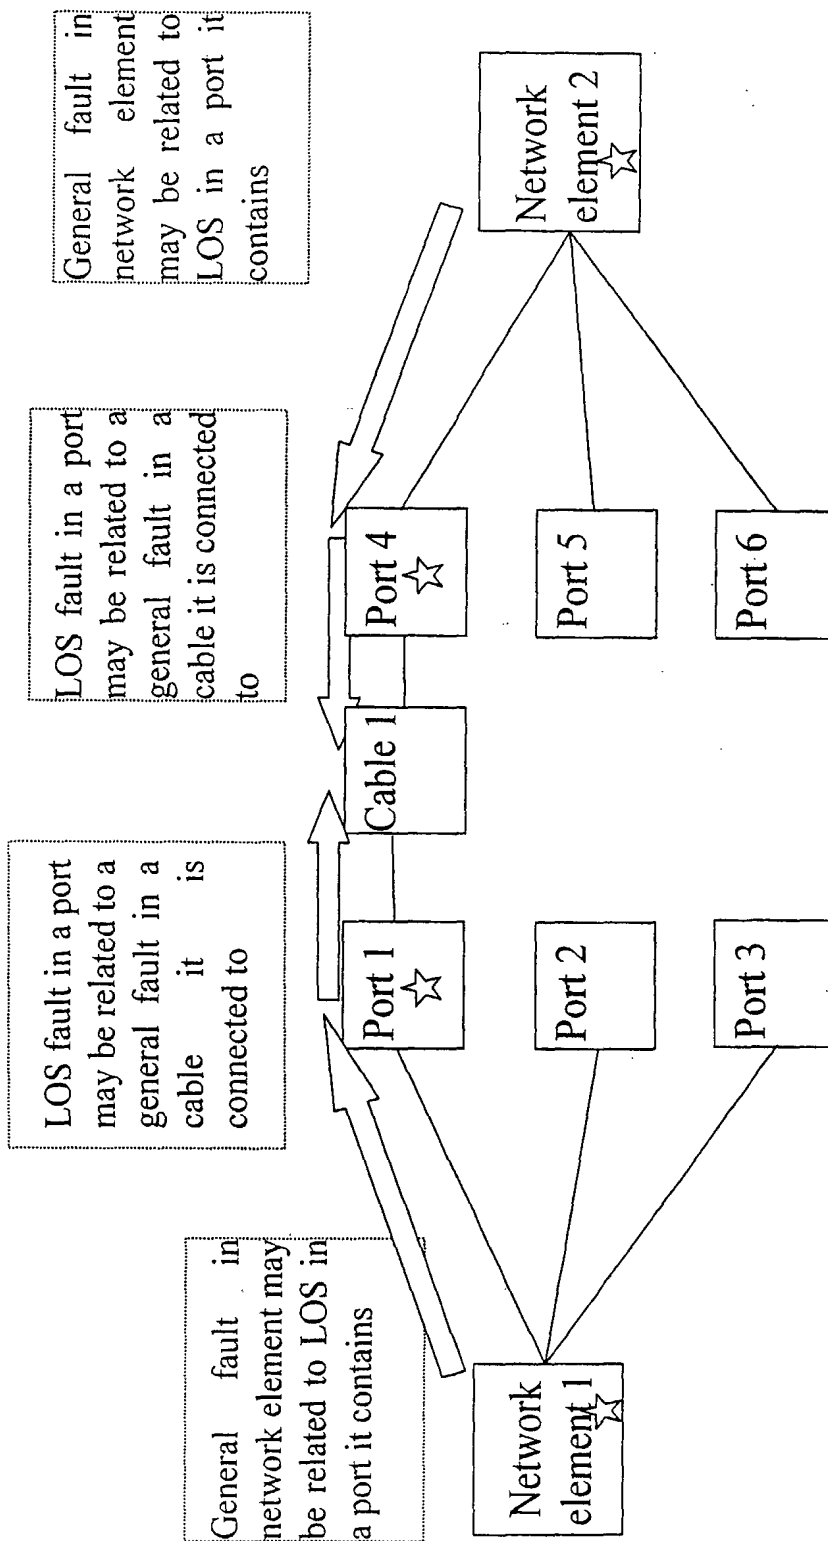 General fault in
network element may
be related to LOS in
a port it contains
LOS fault in a port
may be related to a
general fault in a
cable it is
connected to
LOS fault in a port
may be related to a
general fault in a
cable it is connected
to
General fault in
network element
may be related to
LOS in a port it
contains
Network
element 1
Port 1
Port 2
Port 3
Cable 1
Port 4
Port 5
Port 6
Network
element 2